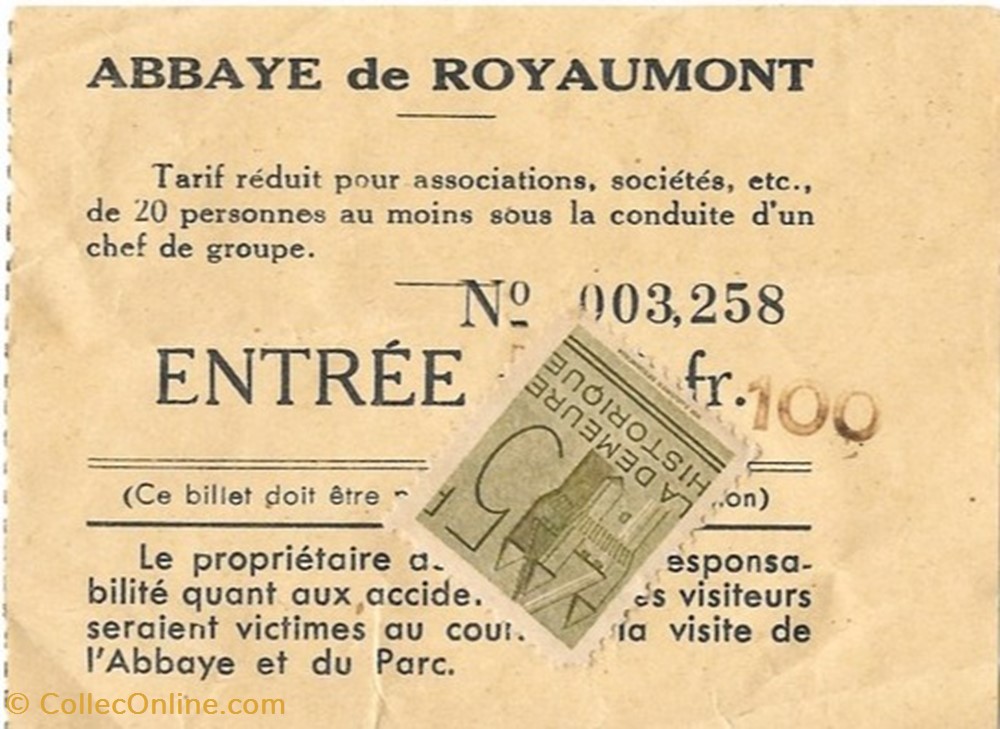 ABBAYE de ROYAUMONT
Tarif réduit pour associations, sociétés, etc.,
de 20 personnes au moins sous la conduite d'un
chef de groupe.
Nº 003,258
ENTRÉE fr. 100
LA DEMEURE
HISTORIQUE
5F
(Ce billet doit être on)
Le propriétaire esponsa-
bilité quant aux accide es visiteurs
seraient victimes au cour la visite de
l'Abbaye et du Parc.
© CollecOnline.com